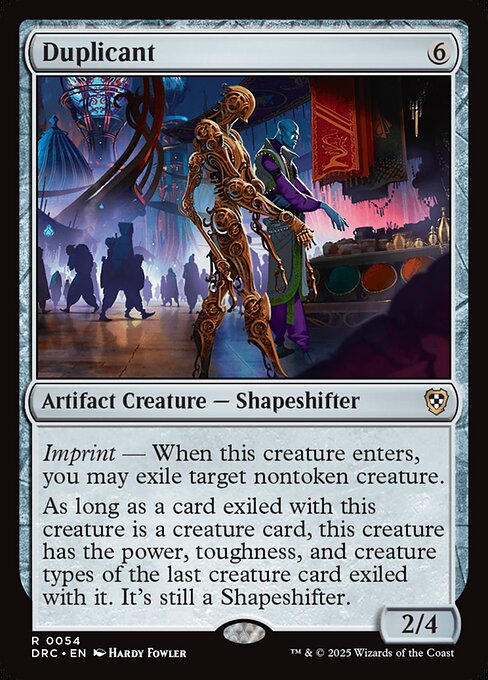 Duplicant 6
Artifact Creature — Shapeshifter
Imprint — When this creature enters,
you may exile target nontoken creature.
As long as a card exiled with this
creature is a creature card, this creature
has the power, toughness, and creature
types of the last creature card exiled
with it. It's still a Shapeshifter.
2/4
R 0054
DRC • EN Hardy Fowler
™ & © 2025 Wizards of the Coast